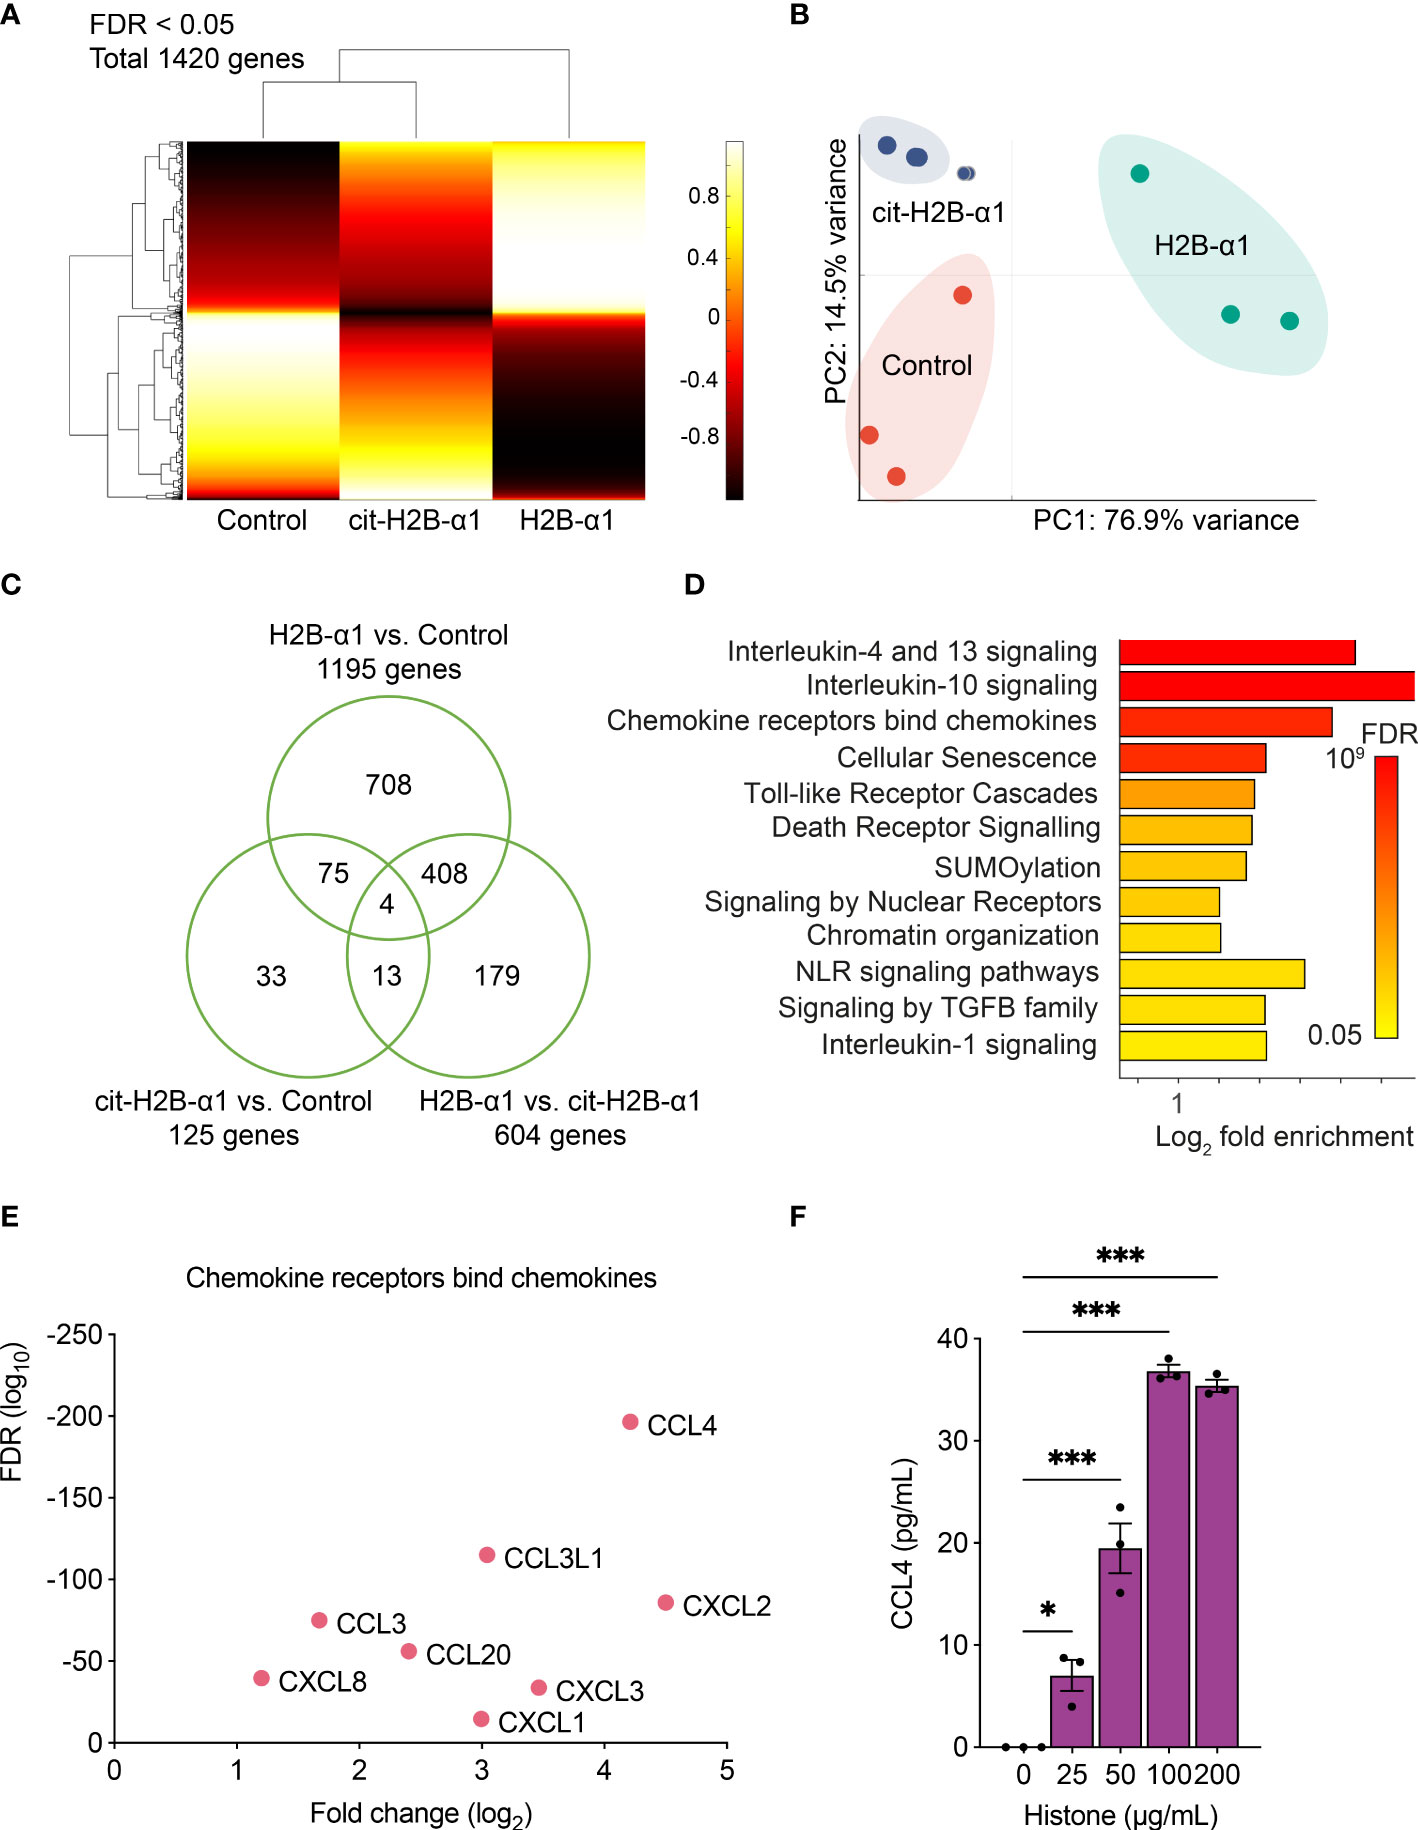 A
FDR < 0.05
Total 1420 genes
0.8
0.4
0
-0.4
-0.8
Control
cit-H2B-α1
H2B-α1
B
PC2: 14.5% variance
cit-H2B-α1
H2B-α1
Control
PC1: 76.9% variance
C
H2B-α1 vs. Control
1195 genes
708
75
408
4
33
13
179
cit-H2B-α1 vs. Control
125 genes
H2B-α1 vs. cit-H2B-α1
604 genes
D
Interleukin-4 and 13 signaling
Interleukin-10 signaling
Chemokine receptors bind chemokines
Cellular Senescence
Toll-like Receptor Cascades
Death Receptor Signalling
SUMOylation
Signaling by Nuclear Receptors
Chromatin organization
NLR signaling pathways
Signaling by TGFB family
Interleukin-1 signaling
FDR
10⁹
0.05
1
Log₂ fold enrichment
E
Chemokine receptors bind chemokines
FDR (log₁₀)
-250
-200
-150
-100
-50
0
CCL4
CCL3L1
CXCL2
CCL3
CCL20
CXCL8
CXCL3
CXCL1
0 1 2 3 4 5
Fold change (log₂)
F
***
***
***
*
CCL4 (pg/mL)
40
30
20
10
0
0 25 50 100 200
Histone (µg/mL)